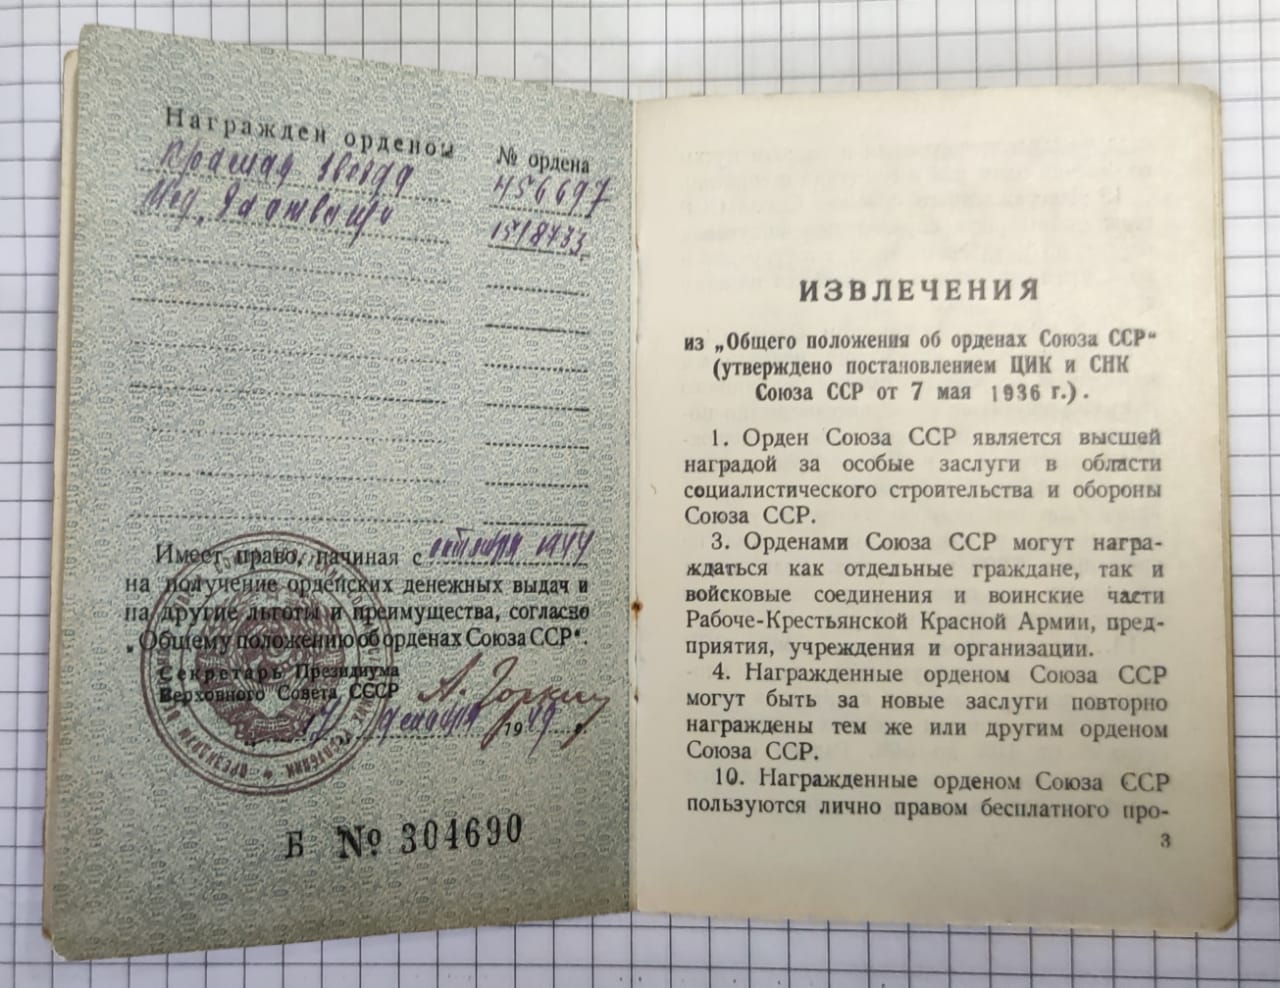 Награжден орденом
№ ордена
Красная Звезда
456697
Мед. "За отвагу"
Имеет право, начиная с октября 1944
на получение орденских денежных выдач и
на другие льготы и преимущества, согласно
„Общему положению об орденах Союза ССР“.
Секретарь Президиума
Верховного Совета СССР
А. Горкин
17 декабря 1949 г.
Б № 304690
ИЗВЛЕЧЕНИЯ
из „Общего положения об орденах Союза ССР“
(утверждено постановлением ЦИК и СНК
Союза ССР от 7 мая 1936 г.).
1. Орден Союза ССР является высшей
наградой за особые заслуги в области
социалистического строительства и обороны
Союза ССР.
3. Орденами Союза ССР могут награ-
ждаться как отдельные граждане, так и
войсковые соединения и воинские части
Рабоче-Крестьянской Красной Армии, пред-
приятия, учреждения и организации.
4. Награжденные орденом Союза ССР
могут быть за новые заслуги повторно
награждены тем же или другим орденом
Союза ССР.
10. Награжденные орденом Союза ССР
пользуются лично правом бесплатного про-
3